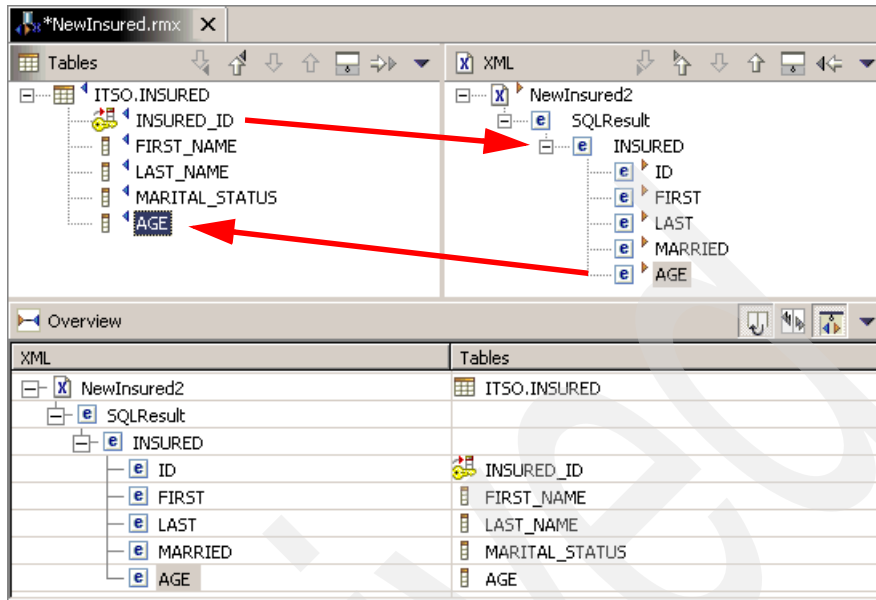 *NewInsured.rmx
Tables
ITSO.INSURED
INSURED_ID
FIRST_NAME
LAST_NAME
MARITAL_STATUS
AGE
XML
NewInsured2
SQLResult
INSURED
ID
FIRST
LAST
MARRIED
AGE
Overview
XML Tables
NewInsured2 ITSO.INSURED
SQLResult
INSURED
ID INSURED_ID
FIRST FIRST_NAME
LAST LAST_NAME
MARRIED MARITAL_STATUS
AGE AGE